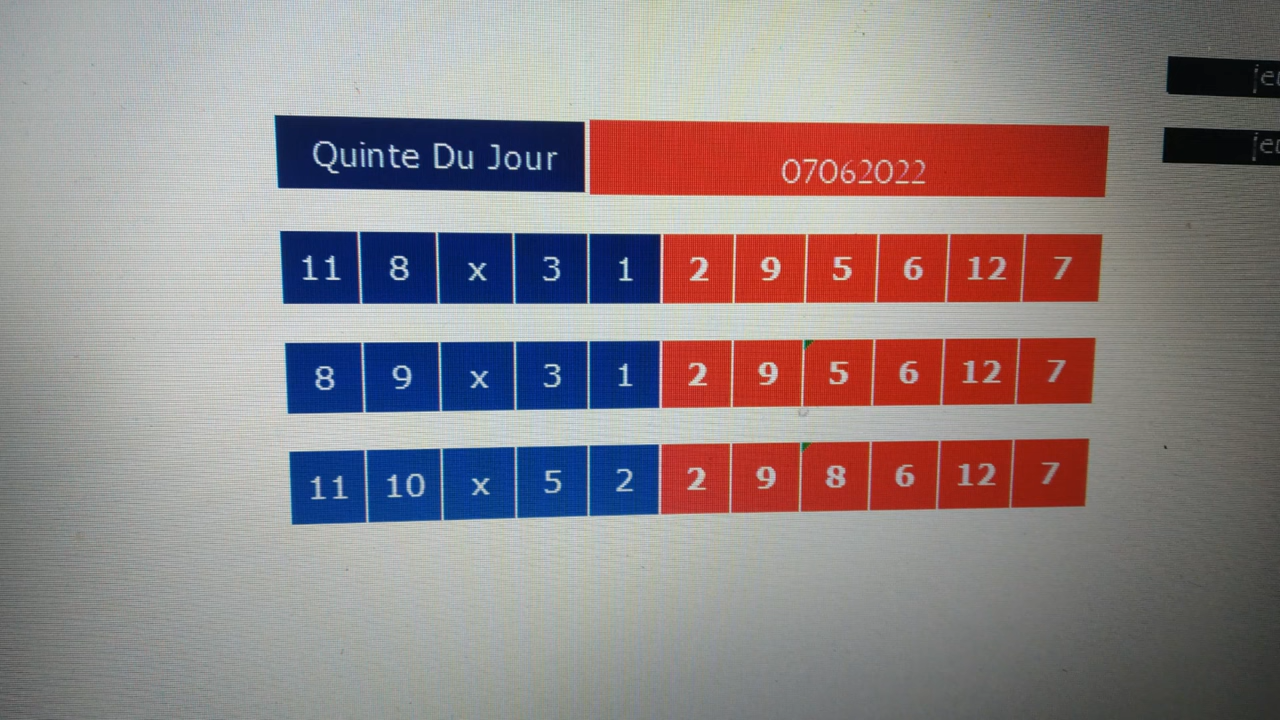 Quinte Du Jour 07062022
11 8 x 3 1 2 9 5 6 12 7
8 9 x 3 1 2 9 5 6 12 7
11 10 x 5 2 2 9 8 6 12 7